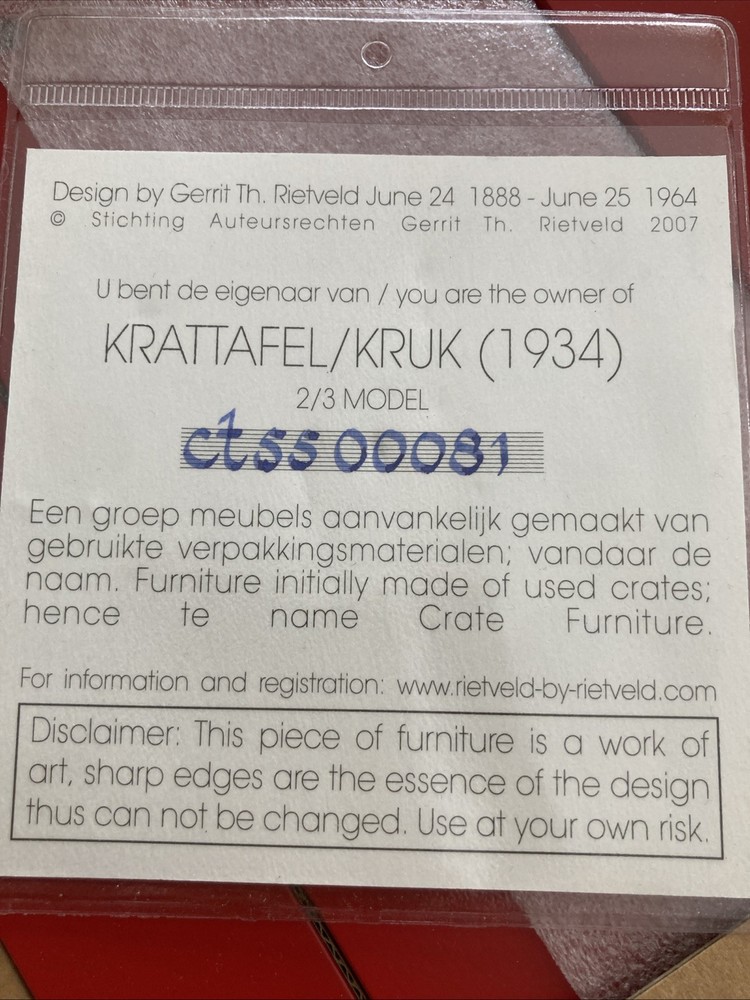 Design by Gerrit Th. Rietveld June 24 1888 - June 25 1964
© Stichting Auteursrechten Gerrit Th. Rietveld 2007
U bent de eigenaar van / you are the owner of
KRATTAFEL/KRUK (1934)
2/3 MODEL
ctss 00081
Een groep meubels aanvankelijk gemaakt van
gebruikte verpakkingsmaterialen; vandaar de
naam. Furniture initially made of used crates;
hence te name Crate Furniture.
For information and registration: www.rietveld-by-rietveld.com
Disclaimer: This piece of furniture is a work of
art, sharp edges are the essence of the design
thus can not be changed. Use at your own risk.